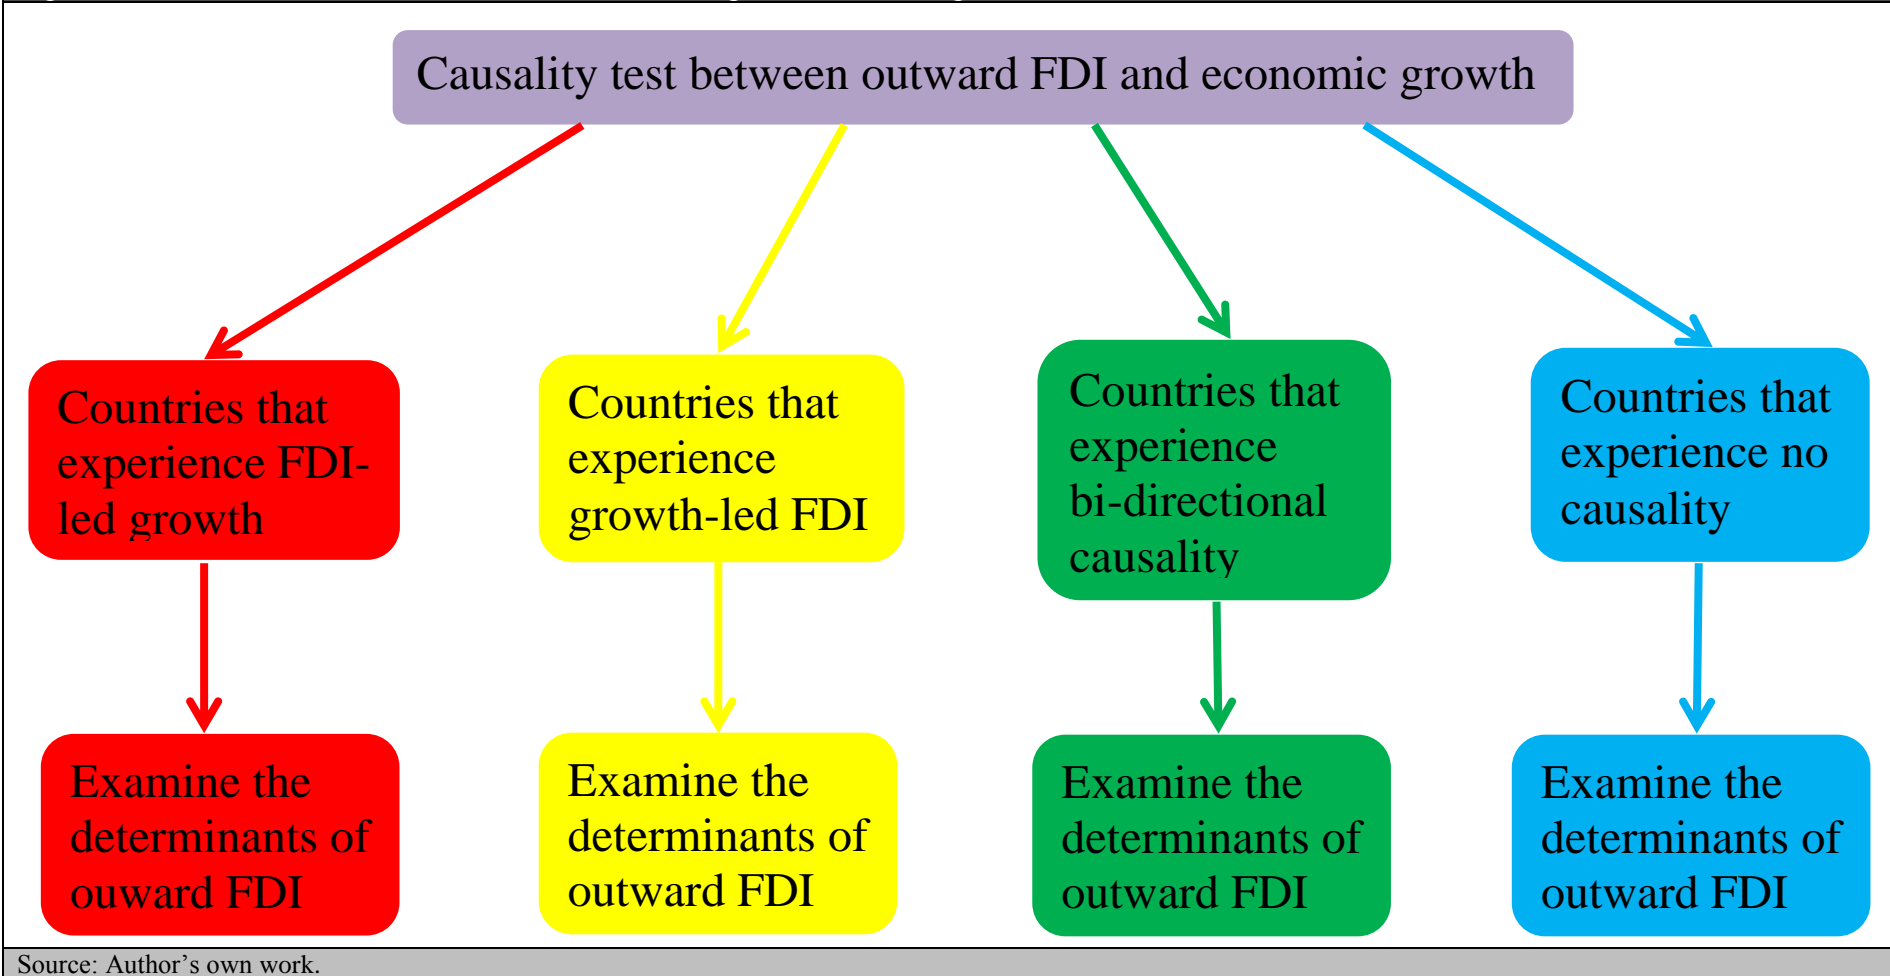 Causality test between outward FDI and economic growth
Countries that
experience FDI-
led growth
Countries that
experience
growth-led FDI
Countries that
experience
bi-directional
causality
Countries that
experience no
causality
Examine the
determinants of
ouward FDI
Examine the
determinants of
outward FDI
Examine the
determinants of
outward FDI
Examine the
determinants of
outward FDI
Source: Author’s own work.